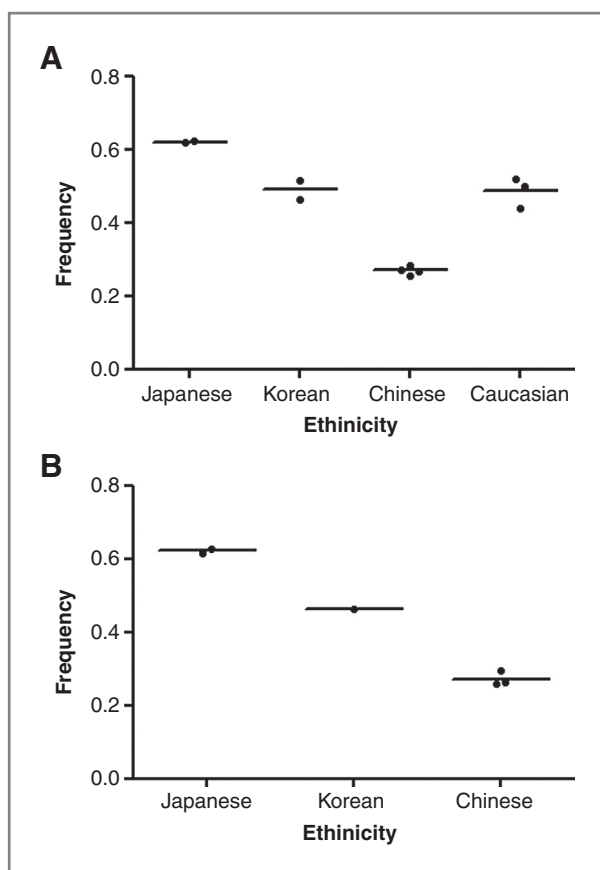 A
0.8
0.6
0.4
0.2
0.0
Frequency
Japanese Korean Chinese Caucasian
Ethinicity
B
0.8
0.6
0.4
0.2
0.0
Frequency
Japanese Korean Chinese
Ethinicity